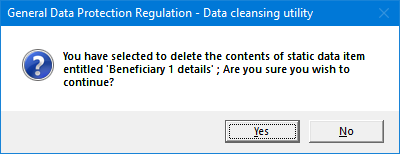 General Data Protection Regulation - Data cleansing utility
You have selected to delete the contents of static data item
entitled 'Beneficiary 1 details' ; Are you sure you wish to
continue?
Yes
No